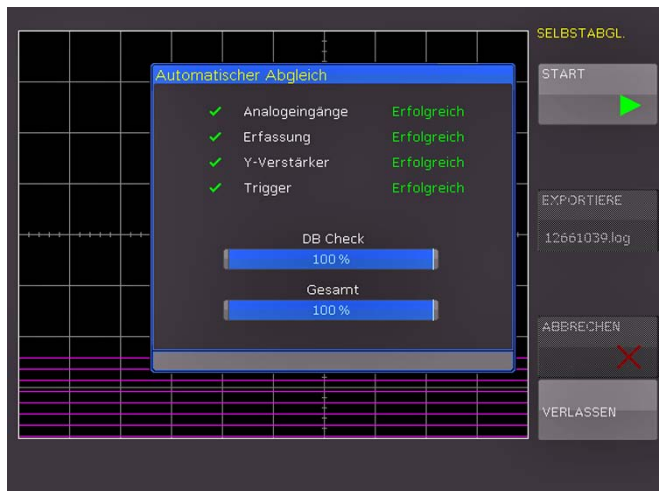 SELBSTABGL.
Automatischer Abgleich
START
Analogeingänge Erfolgreich
Erfassung Erfolgreich
Y-Verstärker Erfolgreich
Trigger Erfolgreich
EXPORTIERE
12661039.log
DB Check
100 %
Gesamt
100 %
ABBRECHEN
VERLASSEN